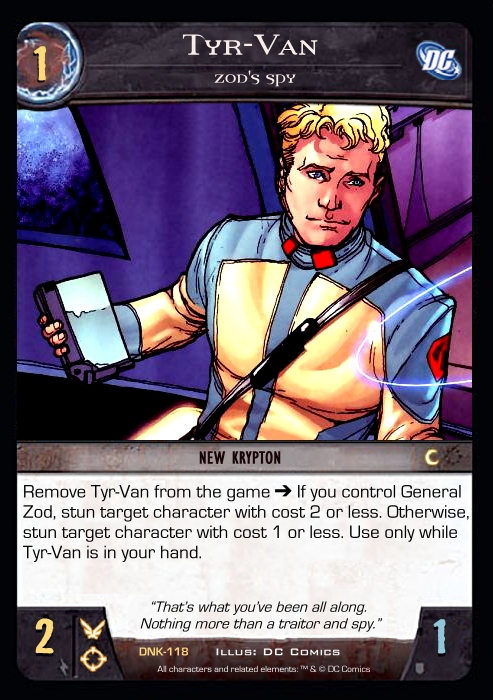 1
TYR-VAN
ZOD'S SPY
DC
NEW KRYPTON
C
Remove Tyr-Van from the game ➔ If you control General
Zod, stun target character with cost 2 or less. Otherwise,
stun target character with cost 1 or less. Use only while
Tyr-Van is in your hand.
"That's what you've been all along.
Nothing more than a traitor and spy."
2
1
DNK-118 ILLUS: DC COMICS
All characters and related elements: ™ & © DC Comics